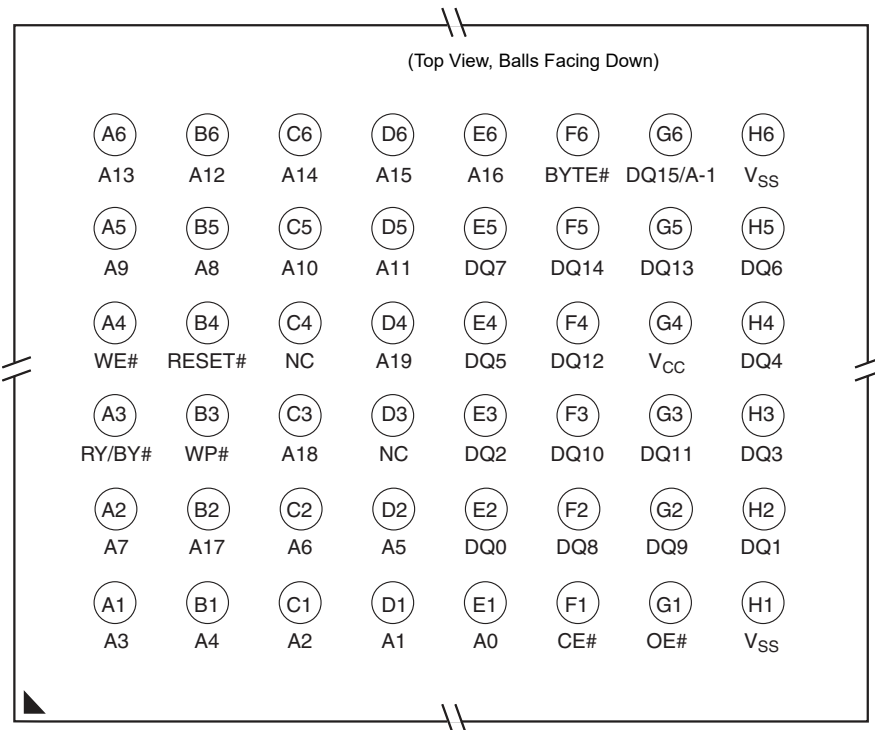 (Top View, Balls Facing Down)
A6 B6 C6 D6 E6 F6 G6 H6
A13 A12 A14 A15 A16 BYTE# DQ15/A-1 VSS
A5 B5 C5 D5 E5 F5 G5 H5
A9 A8 A10 A11 DQ7 DQ14 DQ13 DQ6
A4 B4 C4 D4 E4 F4 G4 H4
WE# RESET# NC A19 DQ5 DQ12 VCC DQ4
A3 B3 C3 D3 E3 F3 G3 H3
RY/BY# WP# A18 NC DQ2 DQ10 DQ11 DQ3
A2 B2 C2 D2 E2 F2 G2 H2
A7 A17 A6 A5 DQ0 DQ8 DQ9 DQ1
A1 B1 C1 D1 E1 F1 G1 H1
A3 A4 A2 A1 A0 CE# OE# VSS